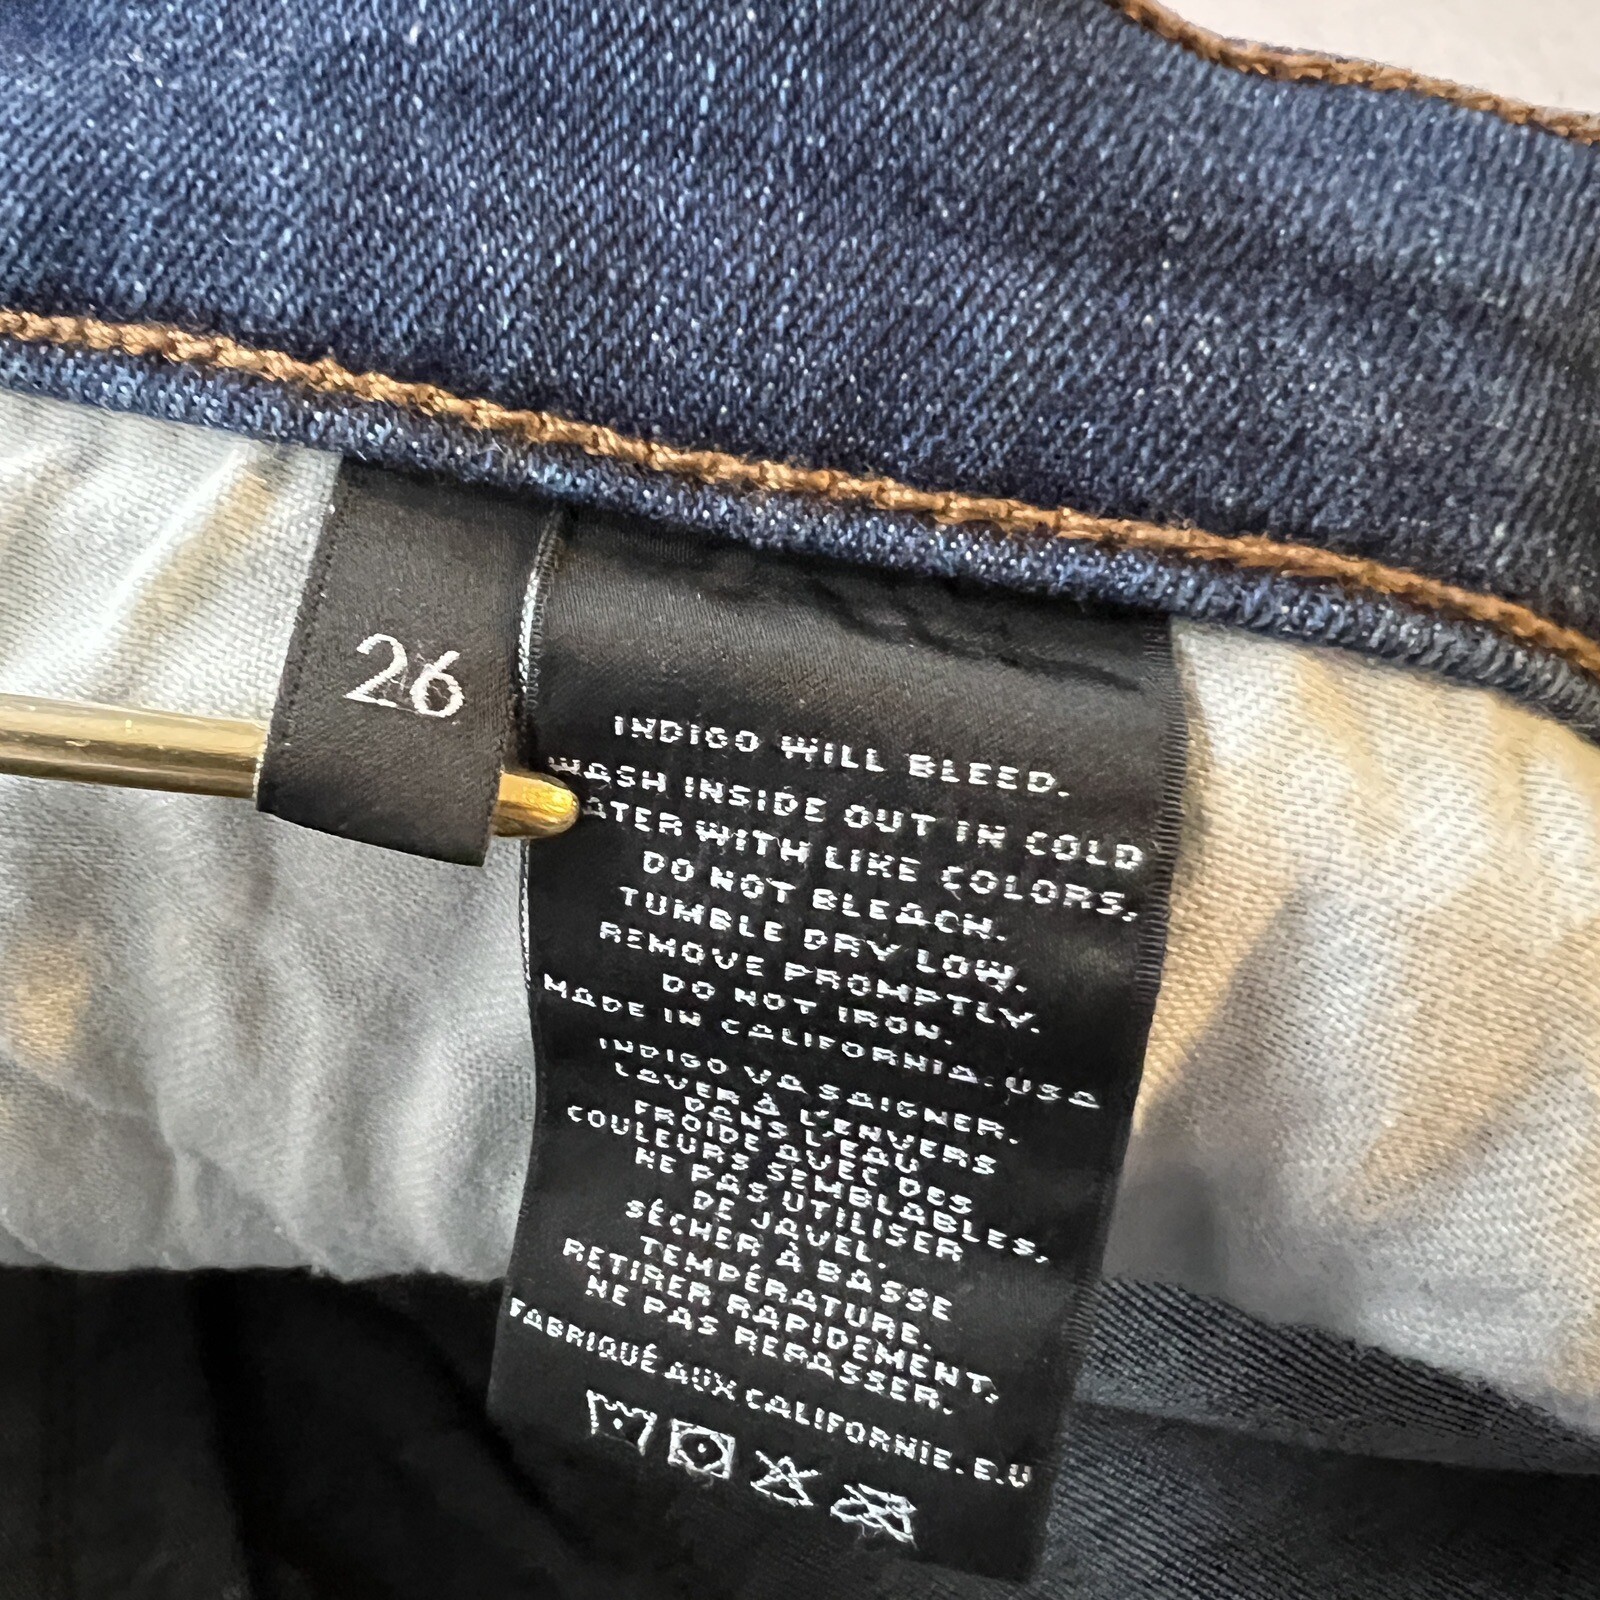 26
INDIGO WILL BLEED.
WASH INSIDE OUT IN COLD
WATER WITH LIKE COLORS,
DO NOT BLEACH.
TUMBLE DRY LOW.
REMOVE PROMPTLY.
DO NOT IRON.
MADE IN CALIFORNIA. USA
INDIGO VA SAIGNER.
LAVER À L'ENVERS
DANS L'EAU
FROIDE AVEC DES
COULEURS SEMBLABLES,
NE PAS UTILISER
DE JAVEL.
SÉCHER À BASSE
TEMPÉRATURE.
RETIRER RAPIDEMENT,
NE PAS REPASSER.
FABRIQUÉ AUX CALIFORNIE. E.U